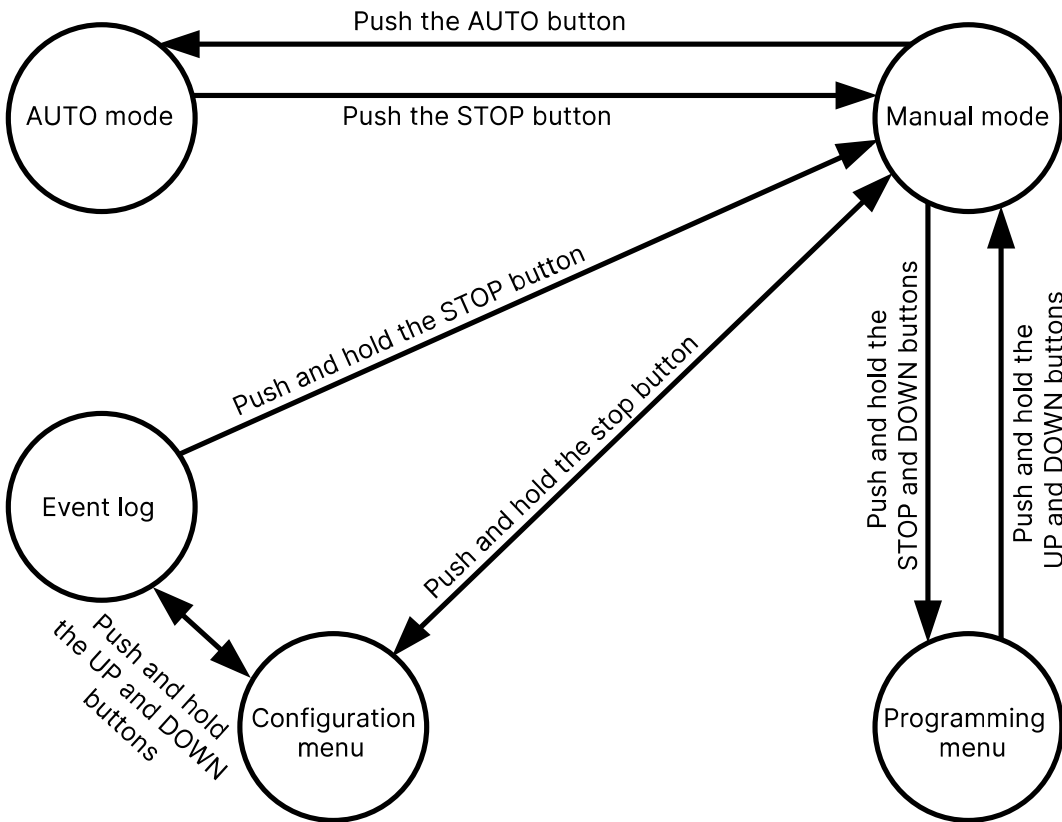 Push the AUTO button
AUTO mode
Manual mode
Push the STOP button
Push and hold the STOP button
Push and hold the stop button
Push and hold the
STOP and DOWN buttons
Push and hold the
UP and DOWN buttons
Event log
Push and hold
the UP and DOWN
buttons
Configuration
menu
Programming
menu